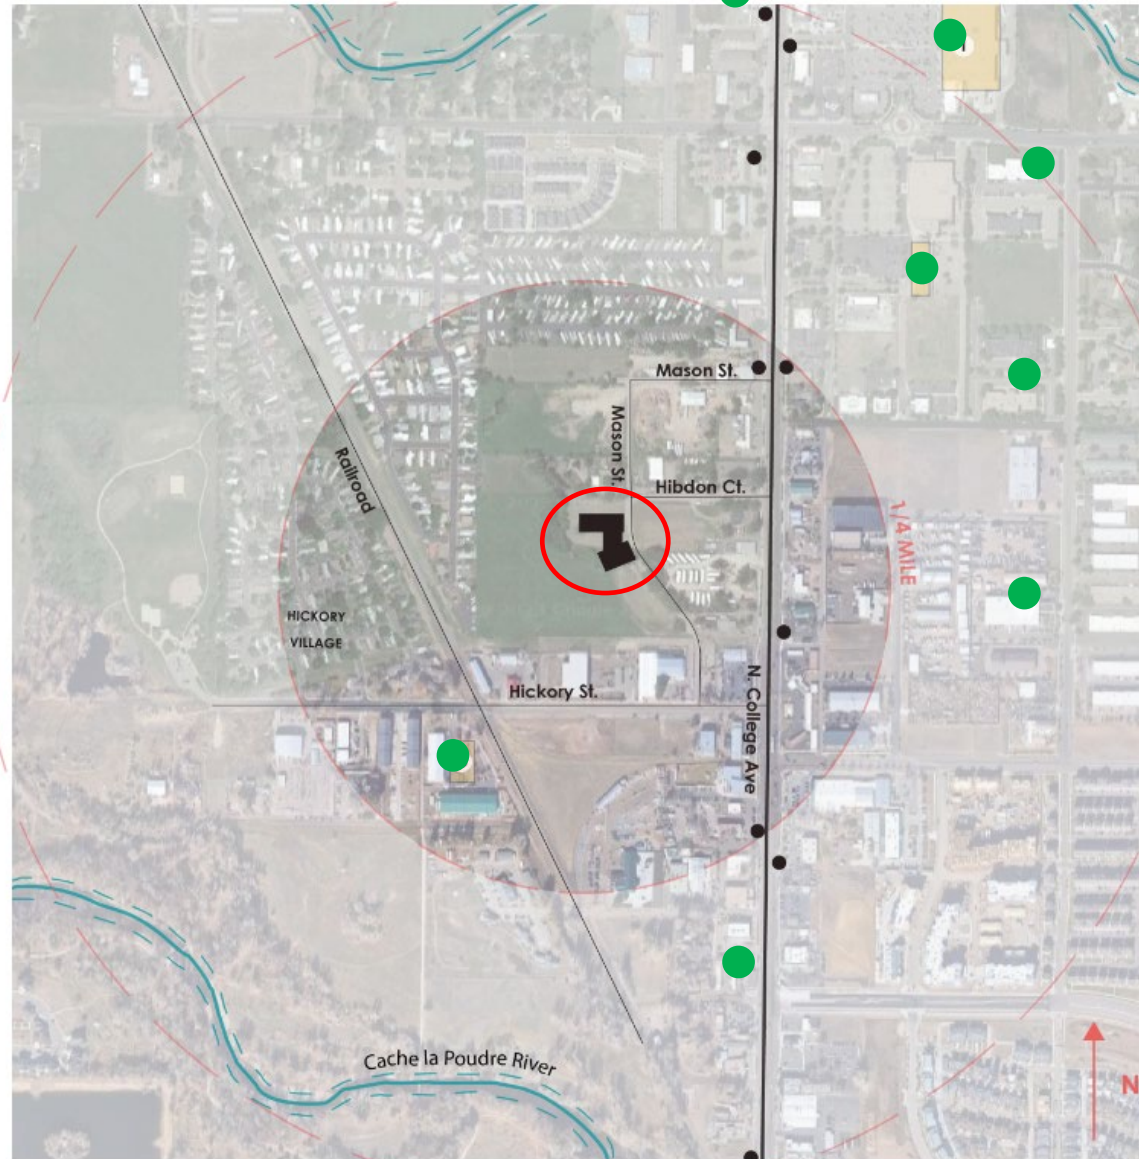 Mason St.
Mason St.
Hibdon Ct.
Railroad
1/4 MILE
HICKORY
VILLAGE
Hickory St.
N. College Ave
Cache la Poudre River
N